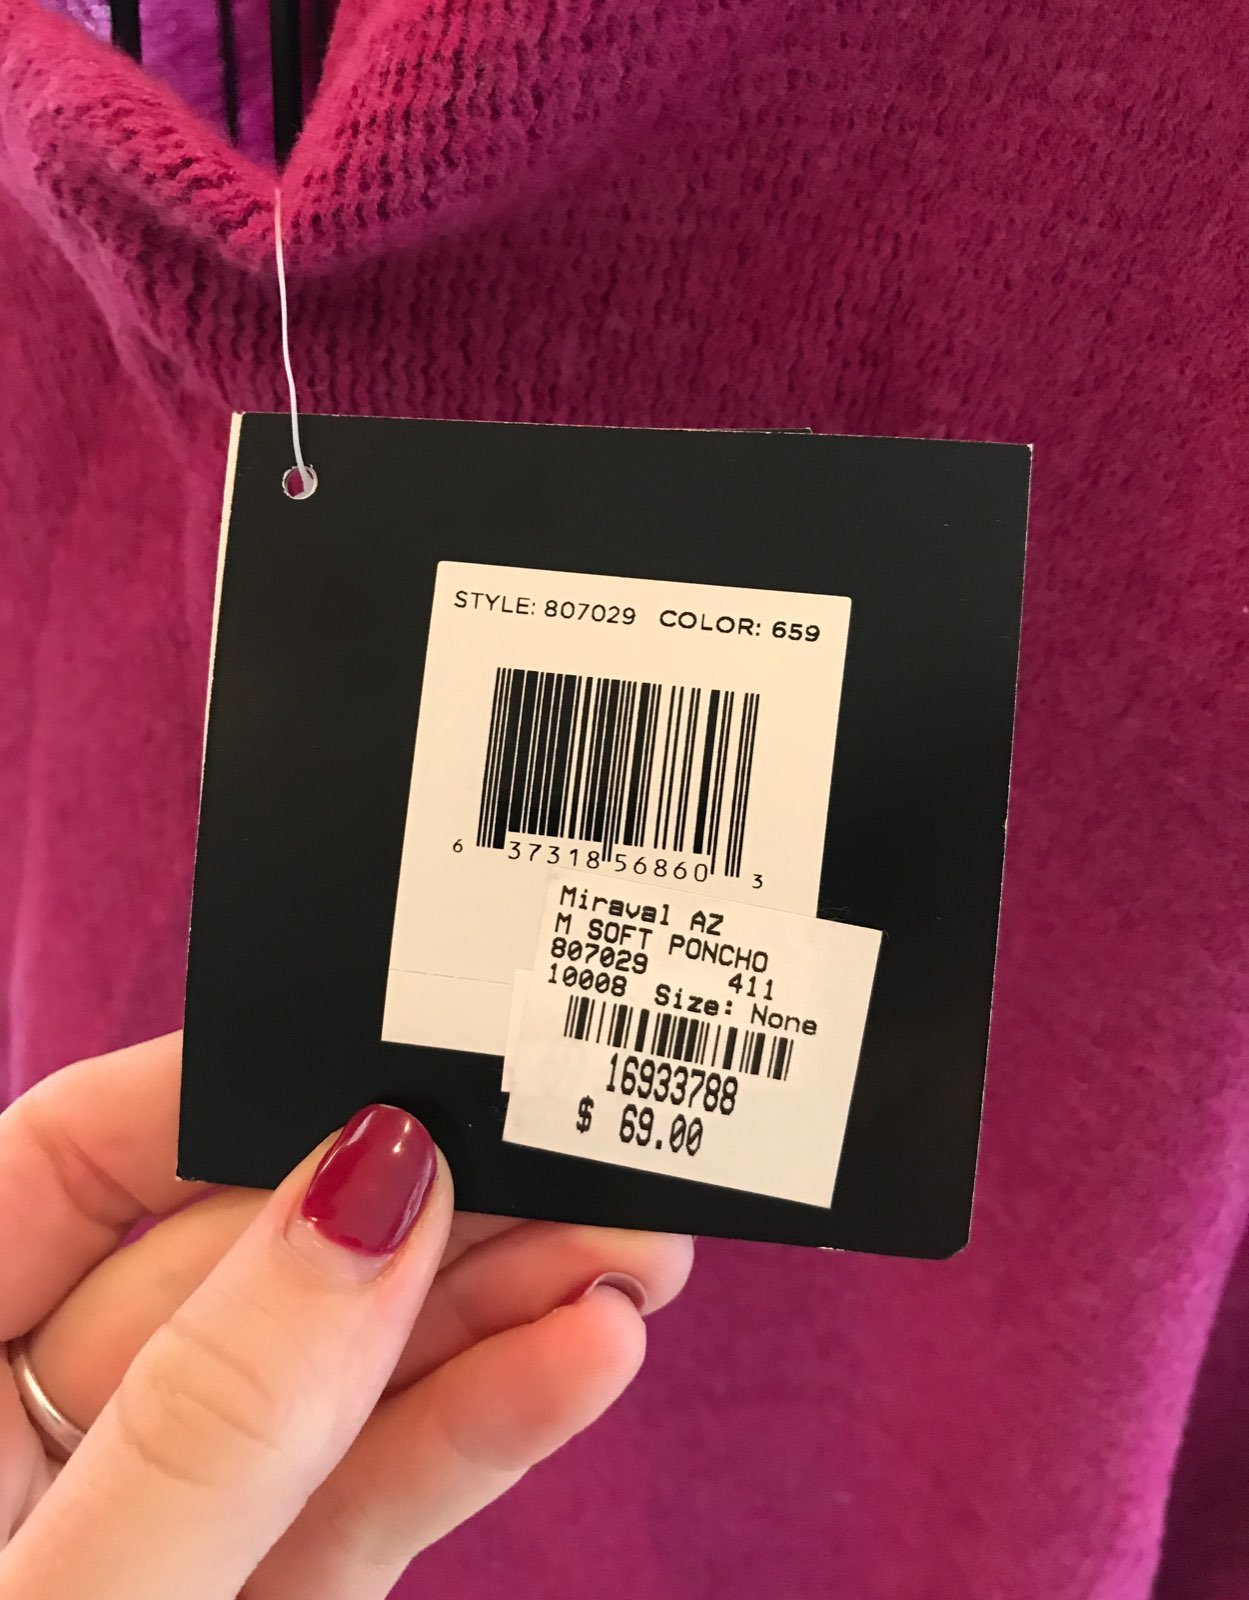 STYLE: 807029 COLOR: 659
6 37318 56860 3
Miraval AZ
M SOFT PONCHO
807029 411
10008 Size: None
16933788
$ 69.00